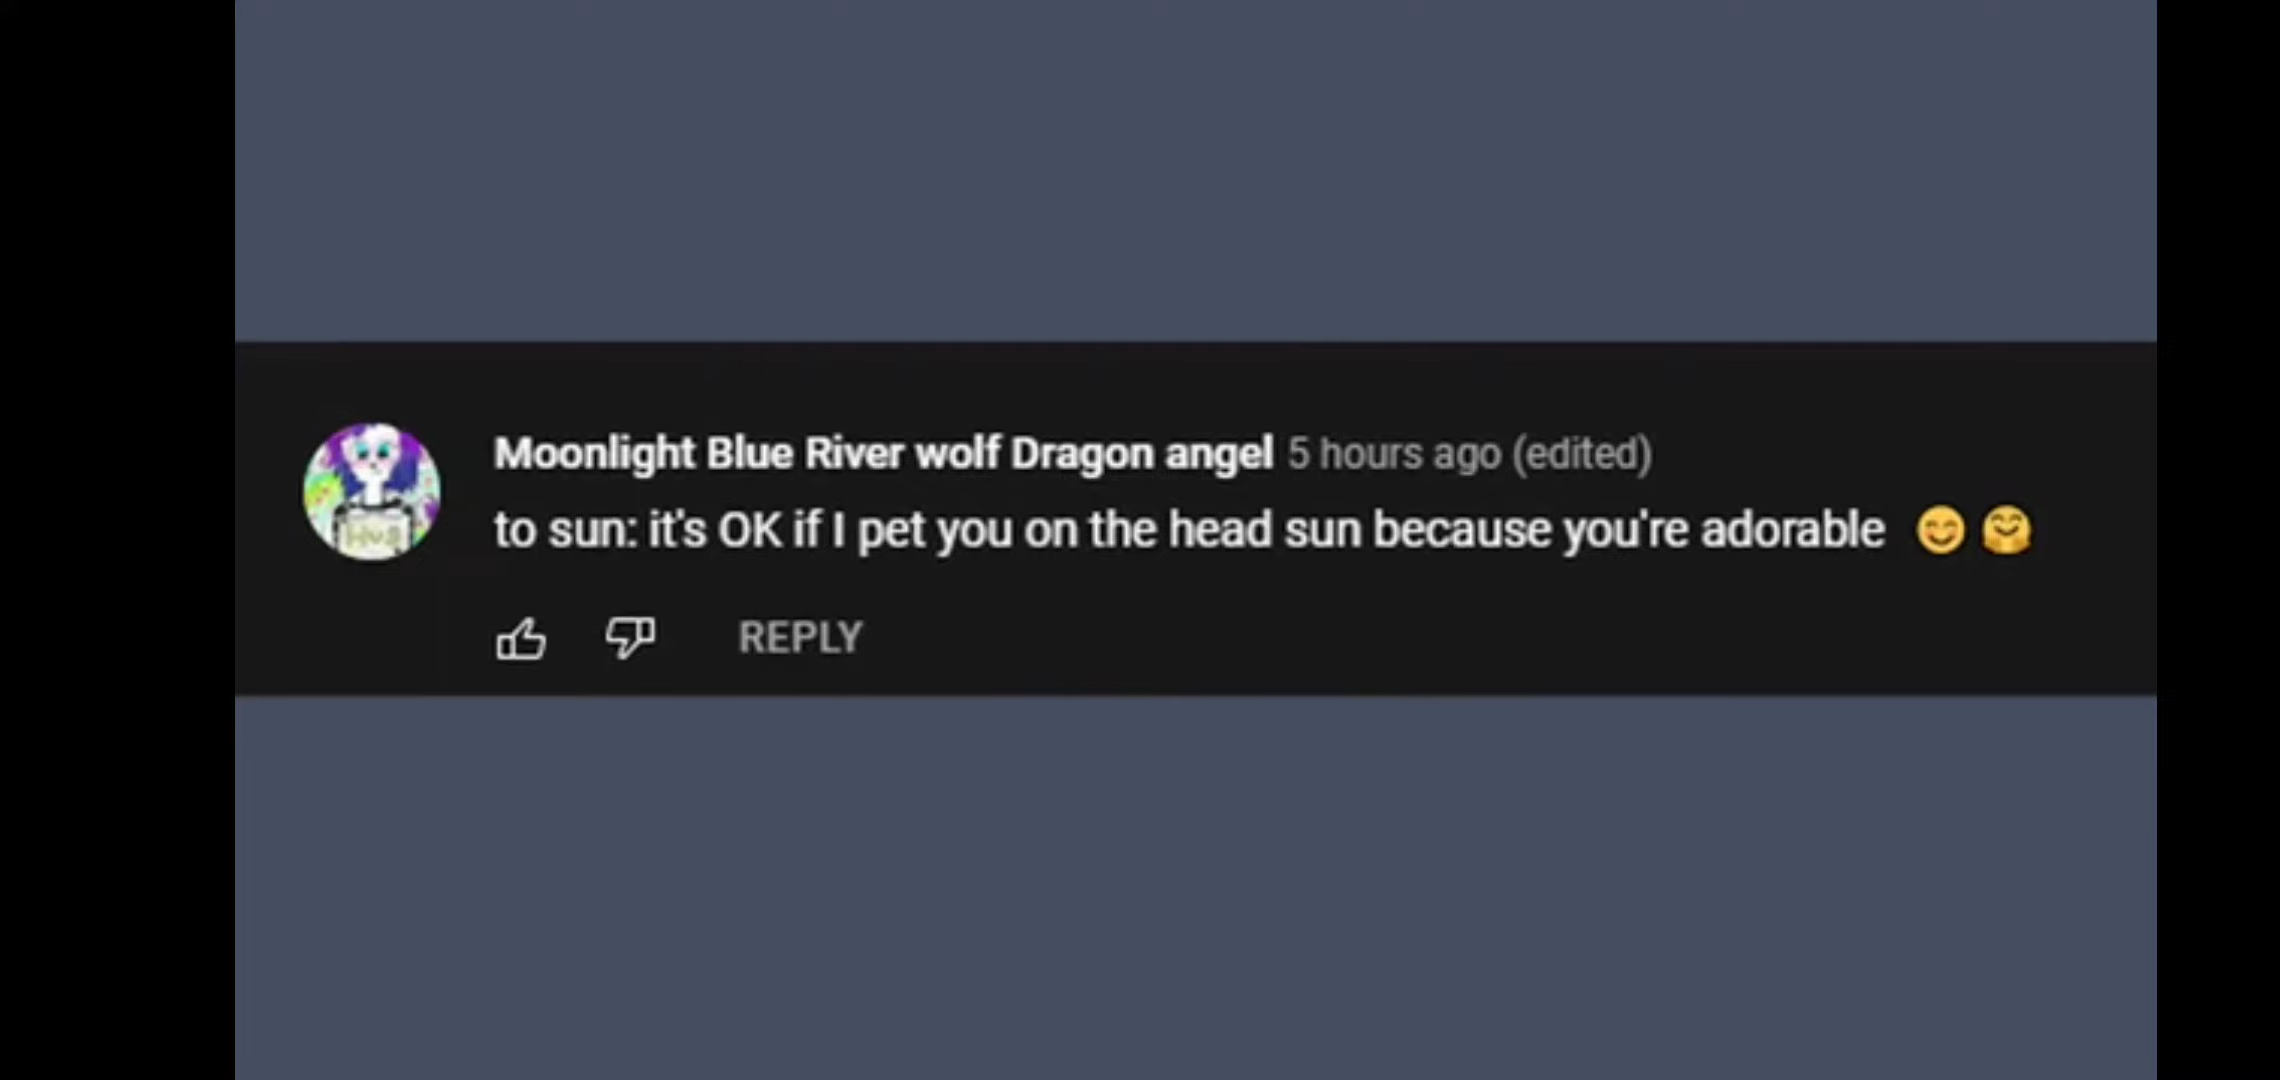 Moonlight Blue River wolf Dragon angel 5 hours ago (edited)
to sun: it's OK if I pet you on the head sun because you're adorable 😊 🤗
REPLY
Hug